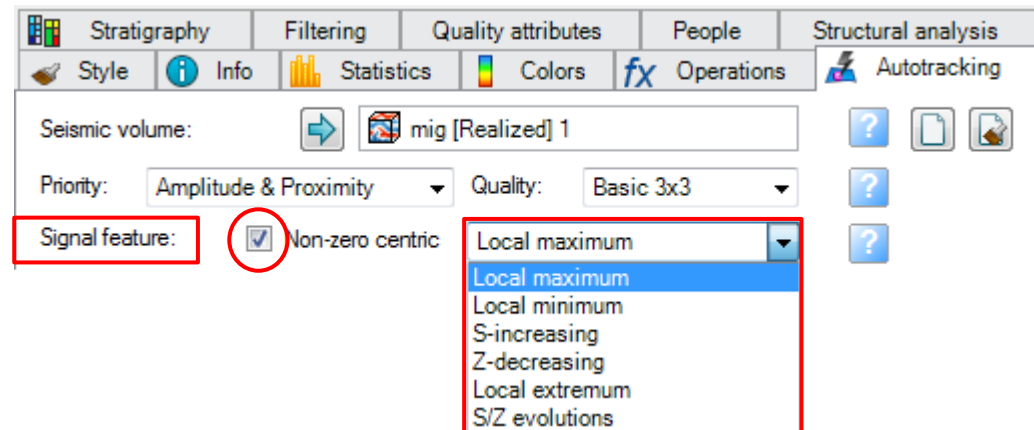 Stratigraphy Filtering Quality attributes People Structural analysis
Style Info Statistics Colors fx Operations Autotracking
Seismic volume: mig [Realized] 1 ?
Priority: Amplitude & Proximity Quality: Basic 3x3 ?
Signal feature: Non-zero centric Local maximum ?
Local maximum
Local minimum
S-increasing
Z-decreasing
Local extremum
S/Z evolutions